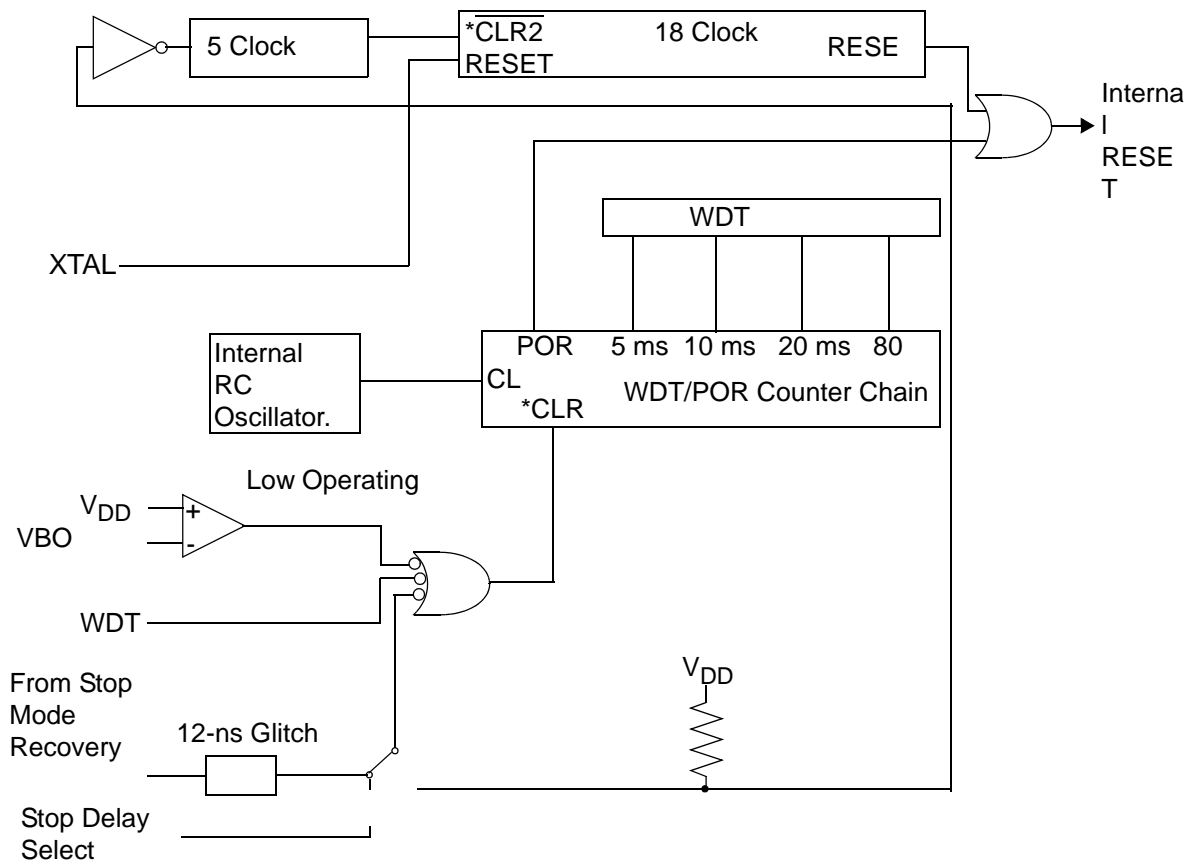 5 Clock
*CLR2
18 Clock
RESE
RESET
Interna
l
RESE
T
WDT
XTAL
POR
5 ms
10 ms
20 ms
80
Internal
RC
Oscillator.
CL
*CLR
WDT/POR Counter Chain
Low Operating
VDD
+
VBO
-
WDT
VDD
From Stop
Mode
Recovery
12-ns Glitch
Stop Delay
Select